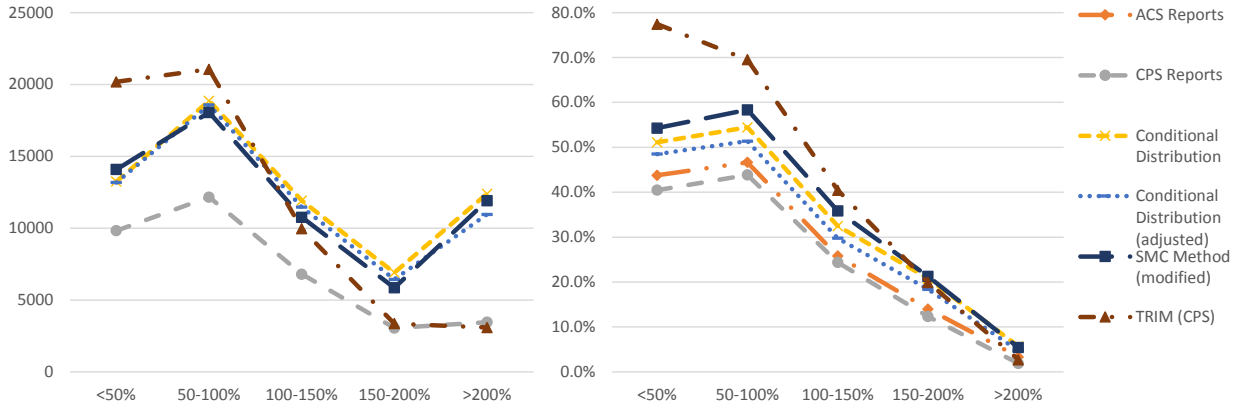 25000
20000
15000
10000
5000
0
<50%
50-100%
100-150%
150-200%
>200%
80.0%
70.0%
60.0%
50.0%
40.0%
30.0%
20.0%
10.0%
0.0%
<50%
50-100%
100-150%
150-200%
>200%
ACS Reports
CPS Reports
Conditional
Distribution
Conditional
Distribution
(adjusted)
SMC Method
(modified)
TRIM (CPS)